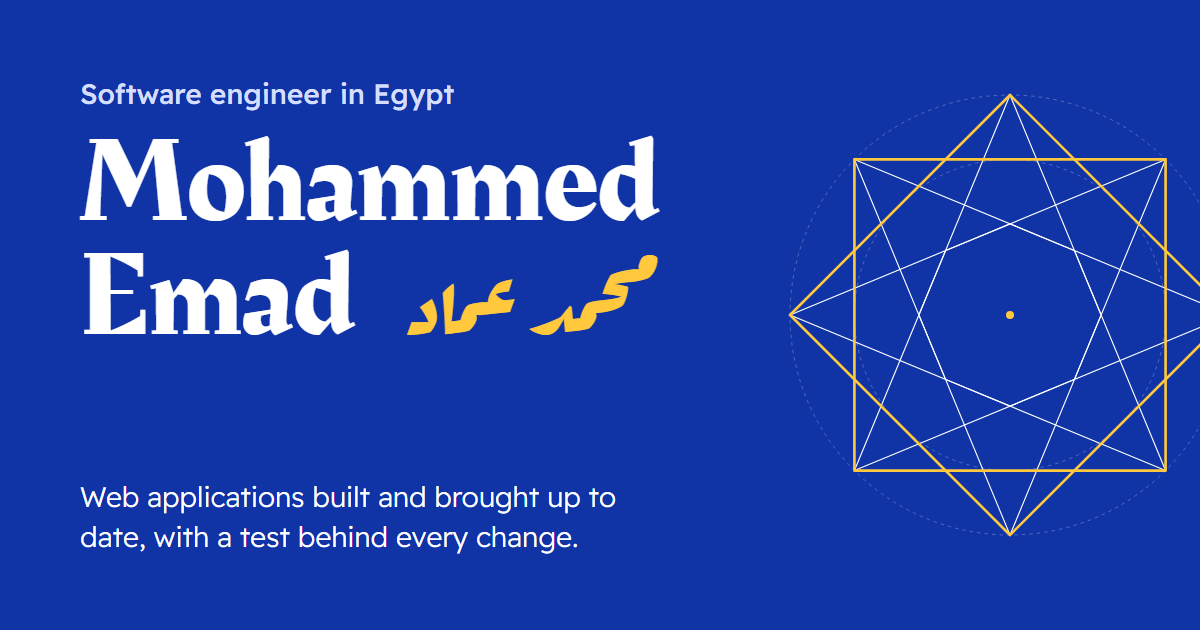 Software engineer in Egypt
Mohammed
Emad محمد عماد
Web applications built and brought up to
date, with a test behind every change.